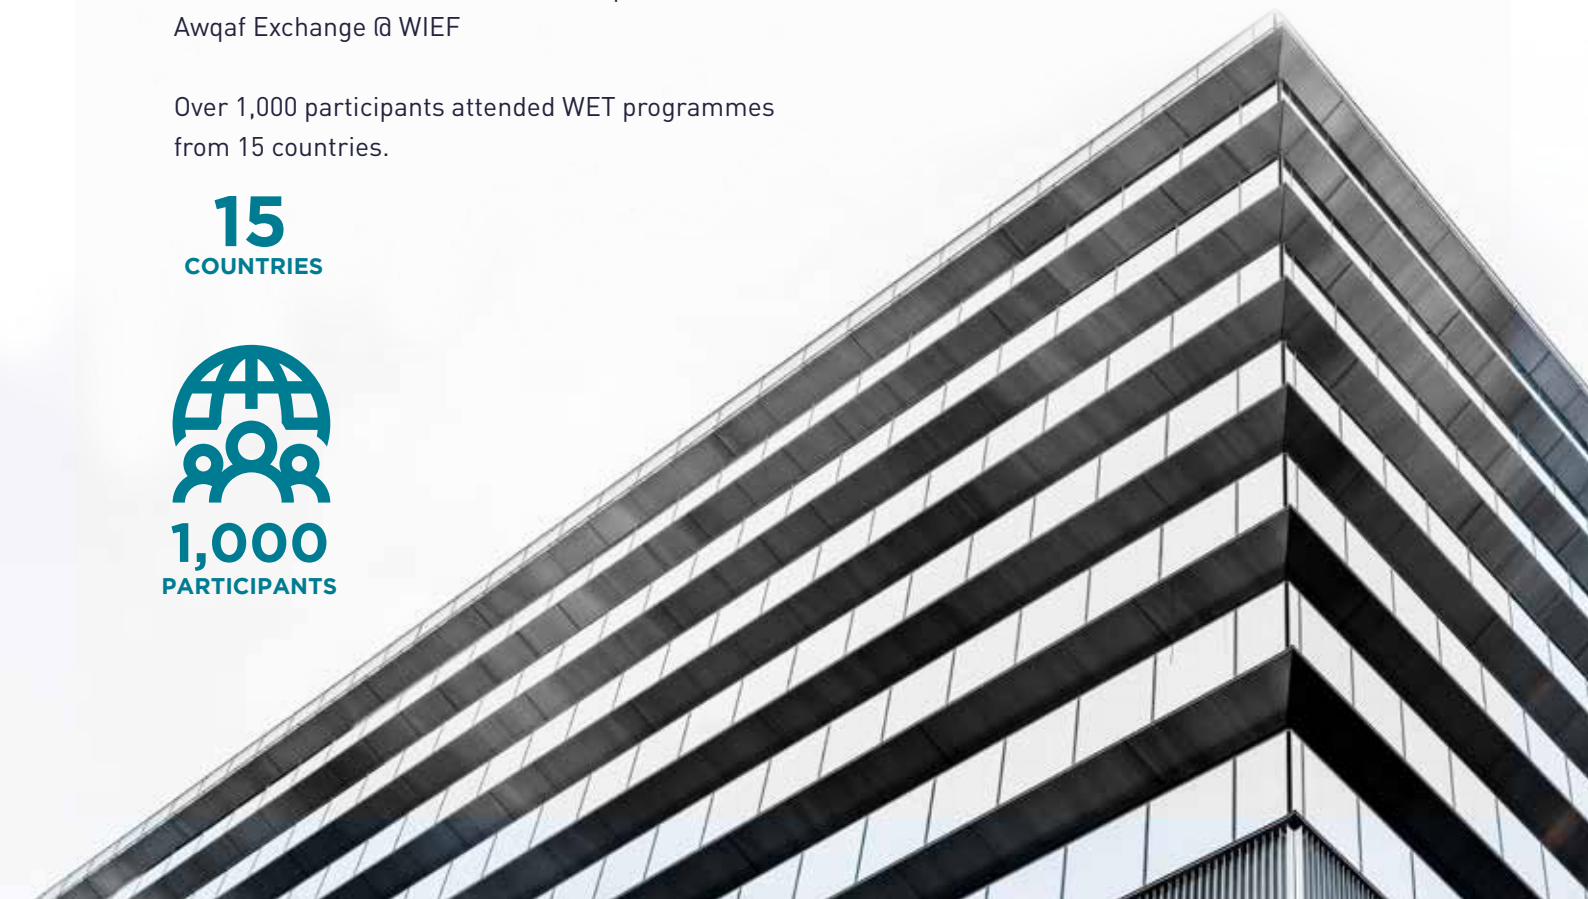 Awqaf Exchange @ WIEF
Over 1,000 participants attended WET programmes
from 15 countries.
15
COUNTRIES
1,000
PARTICIPANTS